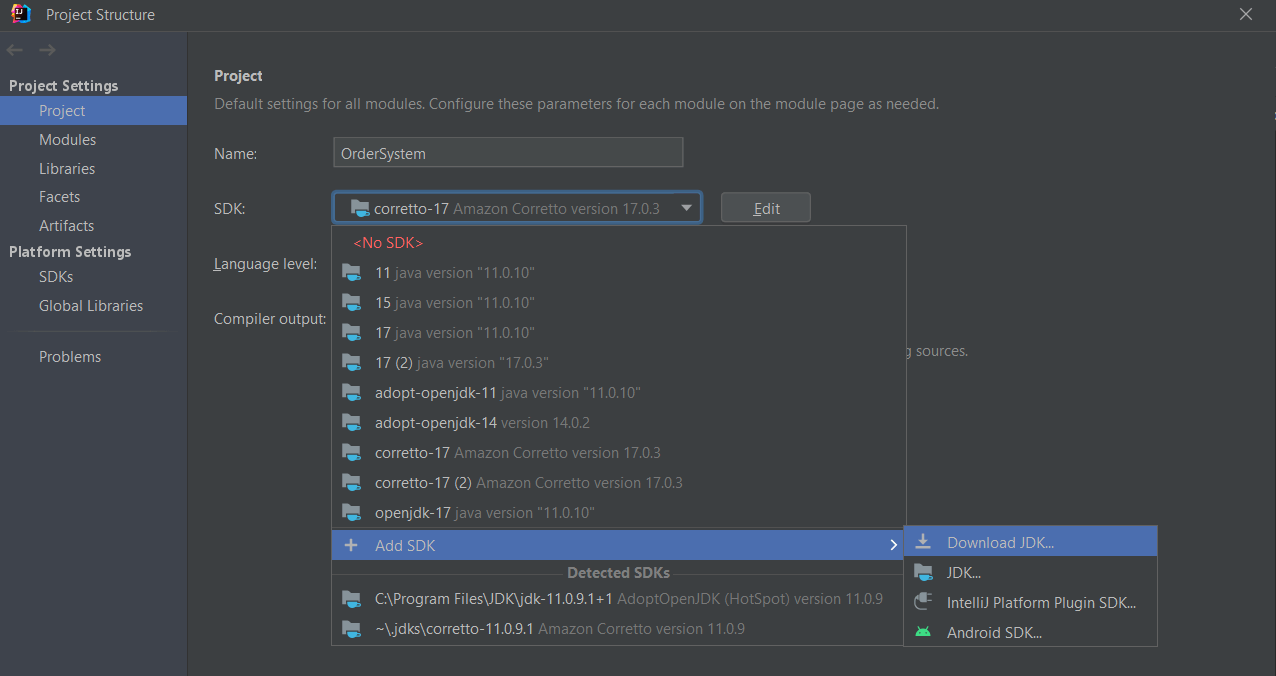 Project Structure
Project Settings
Project
Modules
Libraries
Facets
Artifacts
Platform Settings
SDKs
Global Libraries
Problems
Project
Default settings for all modules. Configure these parameters for each module on the module page as needed.
Name: OrderSystem
SDK: corretto-17 Amazon Corretto version 17.0.3 Edit
<No SDK>
Language level:
11 java version "11.0.10"
15 java version "11.0.10"
Compiler output:
17 java version "11.0.10"
sources.
17 (2) java version "17.0.3"
adopt-openjdk-11 java version "11.0.10"
adopt-openjdk-14 version 14.0.2
corretto-17 Amazon Corretto version 17.0.3
corretto-17 (2) Amazon Corretto version 17.0.3
openjdk-17 java version "11.0.10"
Add SDK
Detected SDKs
C:\Program Files\JDK\jdk-11.0.9.1+1 AdoptOpenJDK (HotSpot) version 11.0.9
~\.jdks\corretto-11.0.9.1 Amazon Corretto version 11.0.9
Download JDK...
JDK...
IntelliJ Platform Plugin SDK...
Android SDK...